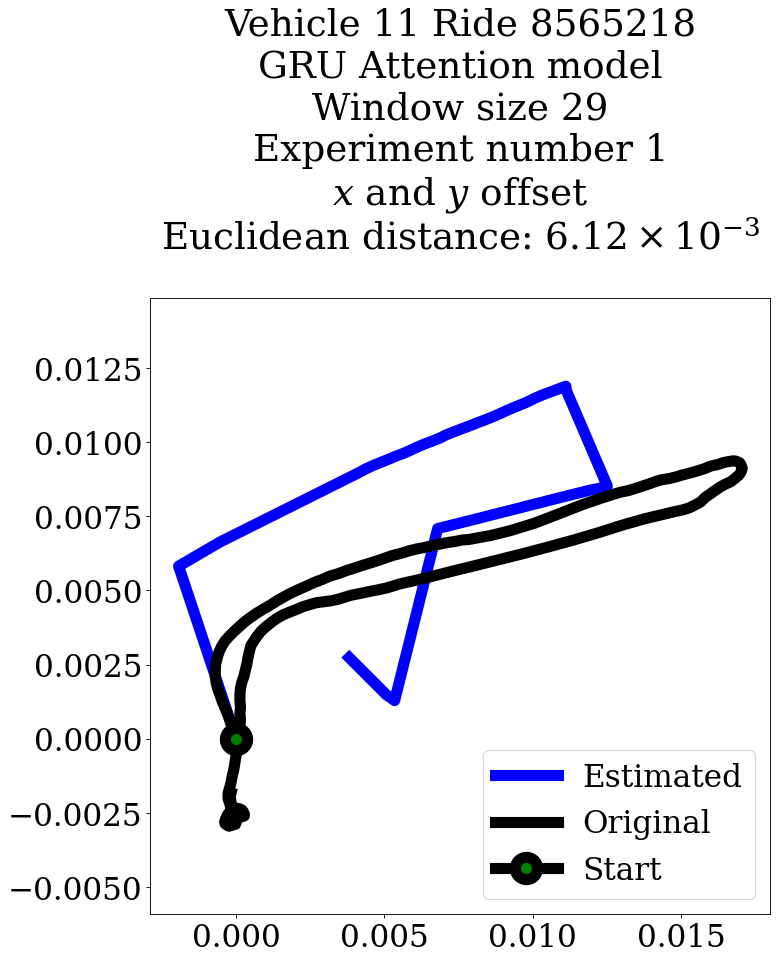 Vehicle 11 Ride 8565218
GRU Attention model
Window size 29
Experiment number 1
x and y offset
Euclidean distance: 6.12 × 10⁻³
0.0125
0.0100
0.0075
0.0050
0.0025
0.0000
−0.0025
−0.0050
Estimated
Original
Start
0.000 0.005 0.010 0.015